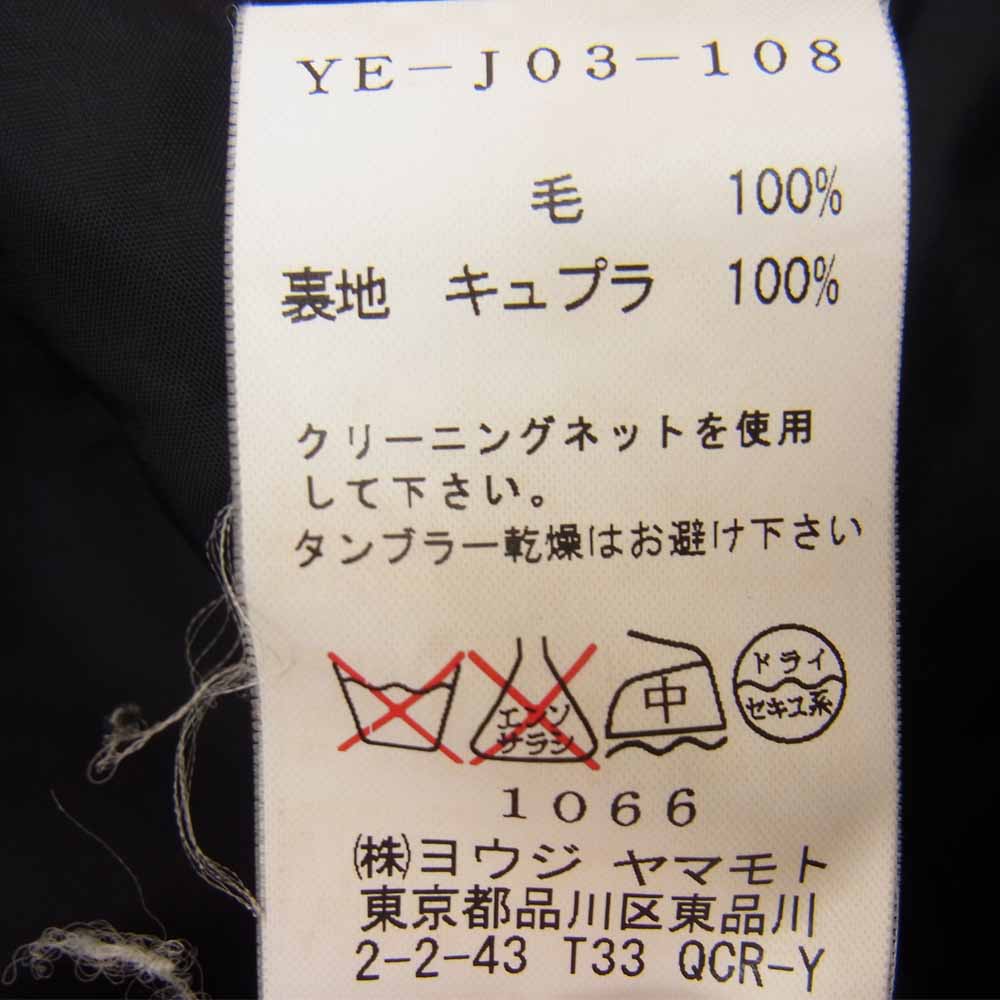 YE-J03-108
毛 100%
裏地 キュプラ 100%
クリーニングネットを使用
して下さい。
タンブラー乾燥はお避け下さい
エンソ
サラシ
中
ドライ
セキユ系
1066
㈱ヨウジ ヤマモト
東京都品川区東品川
2-2-43 T33 QCR-Y